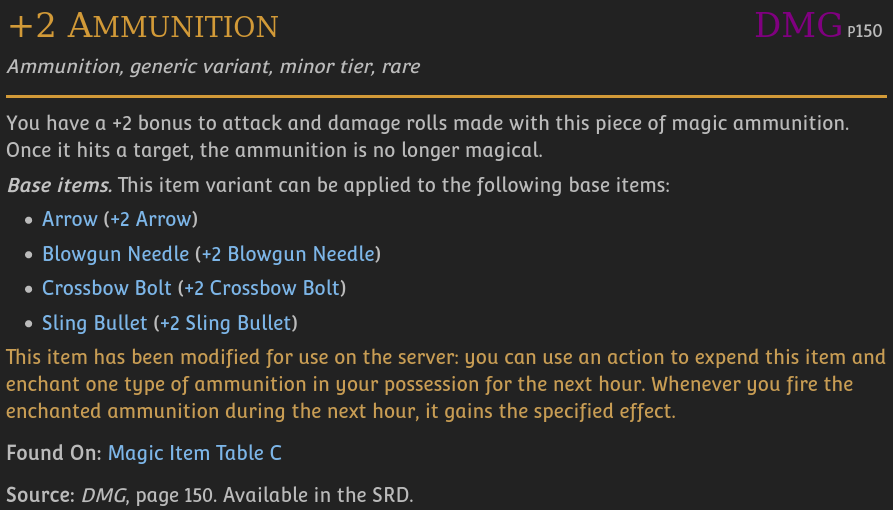 +2 Ammunition DMG P150
Ammunition, generic variant, minor tier, rare
You have a +2 bonus to attack and damage rolls made with this piece of magic ammunition.
Once it hits a target, the ammunition is no longer magical.
Base items. This item variant can be applied to the following base items:
• Arrow (+2 Arrow)
• Blowgun Needle (+2 Blowgun Needle)
• Crossbow Bolt (+2 Crossbow Bolt)
• Sling Bullet (+2 Sling Bullet)
This item has been modified for use on the server: you can use an action to expend this item and
enchant one type of ammunition in your possession for the next hour. Whenever you fire the
enchanted ammunition during the next hour, it gains the specified effect.
Found On: Magic Item Table C
Source: DMG, page 150. Available in the SRD.